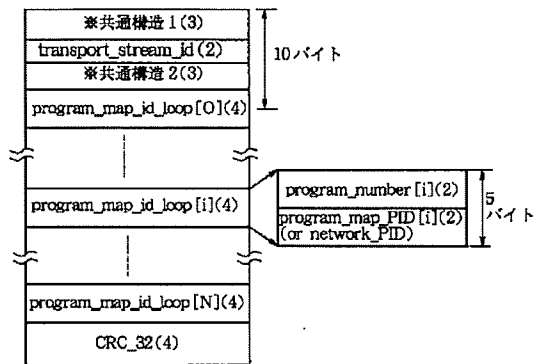 ※共通構造1(3)
transport_stream_id(2)
※共通構造2(3)
program_map_id_loop[0](4)
10バイト
program_map_id_loop[i](4)
program_number[i](2)
program_map_PID[i](2)
(or network_PID)
5
バイト
program_map_id_loop[N](4)
CRC_32(4)